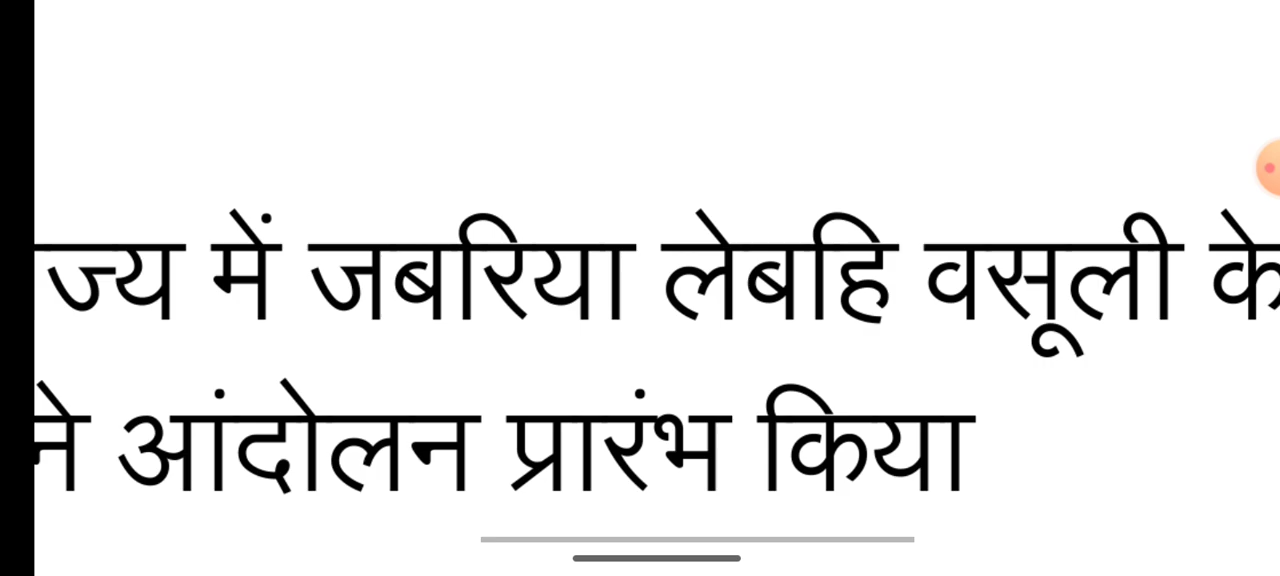 ज्य में जबरिया लेबहि वसूली के
ने आंदोलन प्रारंभ किया